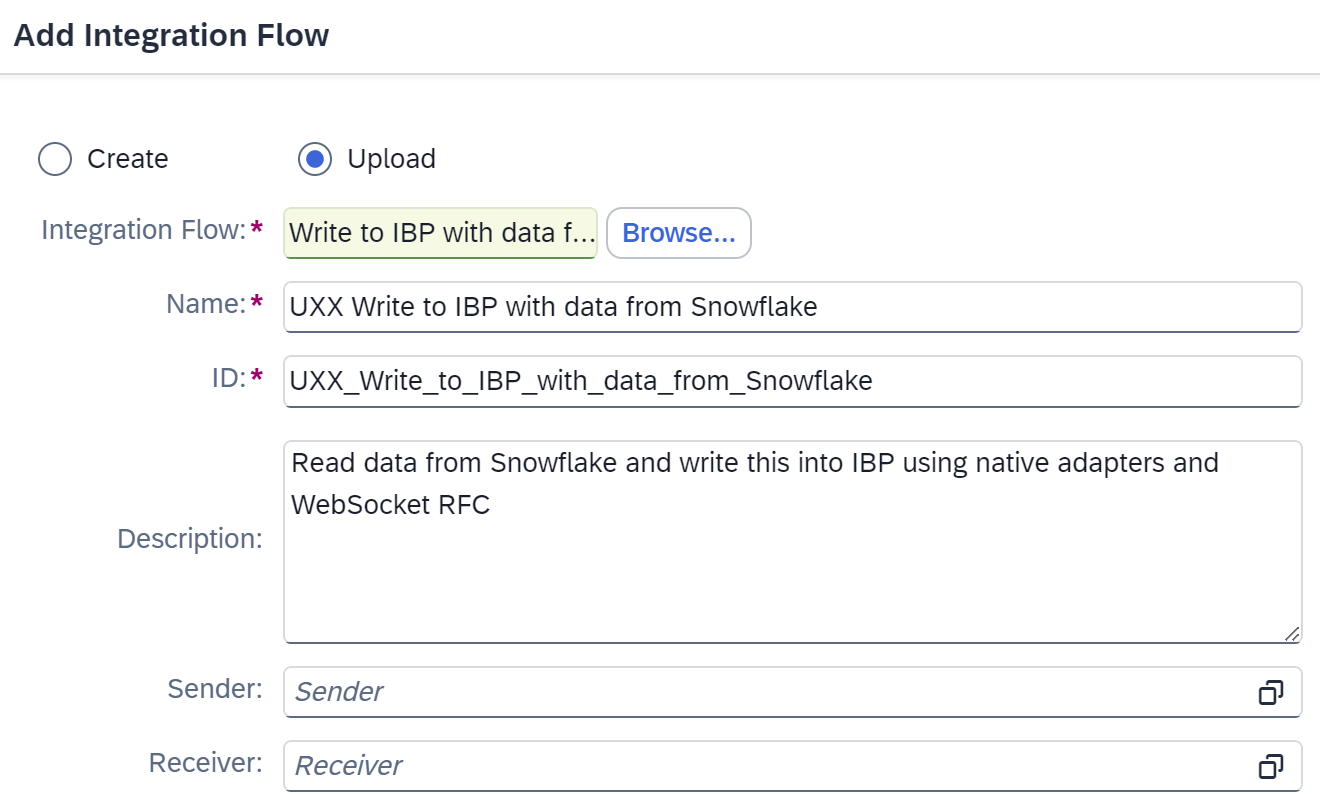 Add Integration Flow
Create Upload
Integration Flow:* Write to IBP with data f... Browse...
Name:* UXX Write to IBP with data from Snowflake
ID:* UXX_Write_to_IBP_with_data_from_Snowflake
Description: Read data from Snowflake and write this into IBP using native adapters and
WebSocket RFC
Sender: Sender
Receiver: Receiver